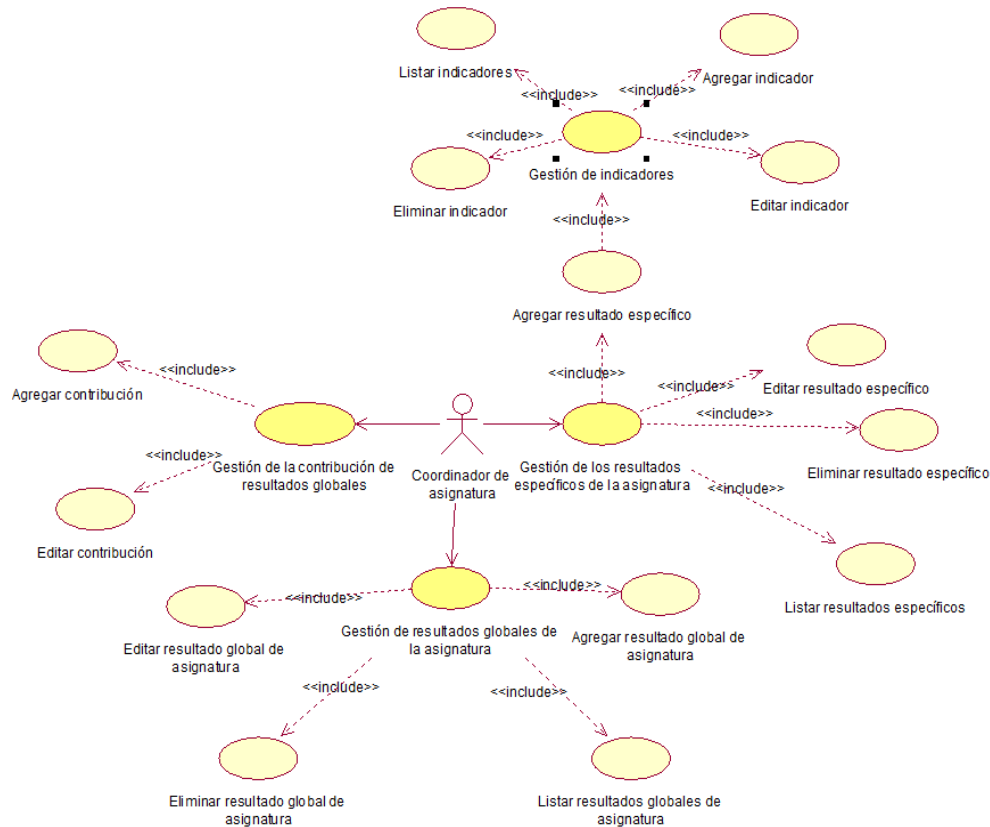 Listar indicadores
Agregar indicador
<<include>>
<<include>>
<<include>>
<<include>>
Gestión de indicadores
Eliminar indicador
Editar indicador
<<include>>
Agregar resultado específico
<<include>>
Agregar contribución
<<include>>
<<include>>
Editar resultado específico
<<include>>
Gestión de la contribución de
resultados globales
Coordinador de
asignatura
Gestión de los resultados
específicos de la asignatura
Eliminar resultado específico
<<include>>
<<include>>
Editar contribución
Listar resultados específicos
<<include>>
<<include>>
Editar resultado global de
asignatura
Gestión de resultados globales de
la asignatura
Agregar resultado global de
asignatura
<<include>>
<<include>>
Eliminar resultado global de
asignatura
Listar resultados globales de
asignatura